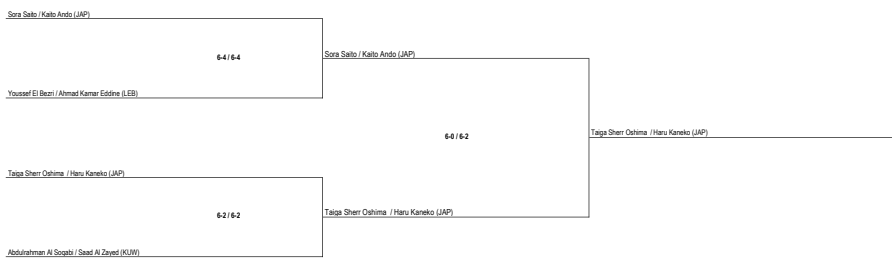 Sora Saito / Kaito Ando (JAP)
6-4 / 6-4
Sora Saito / Kaito Ando (JAP)
Youssef El Bezri / Ahmad Kamar Eddine (LEB)
6-0 / 6-2
Taiga Sherr Oshima / Haru Kaneko (JAP)
Taiga Sherr Oshima / Haru Kaneko (JAP)
6-2 / 6-2
Taiga Sherr Oshima / Haru Kaneko (JAP)
Abdulrahman Al Soqabi / Saad Al Zayed (KUW)